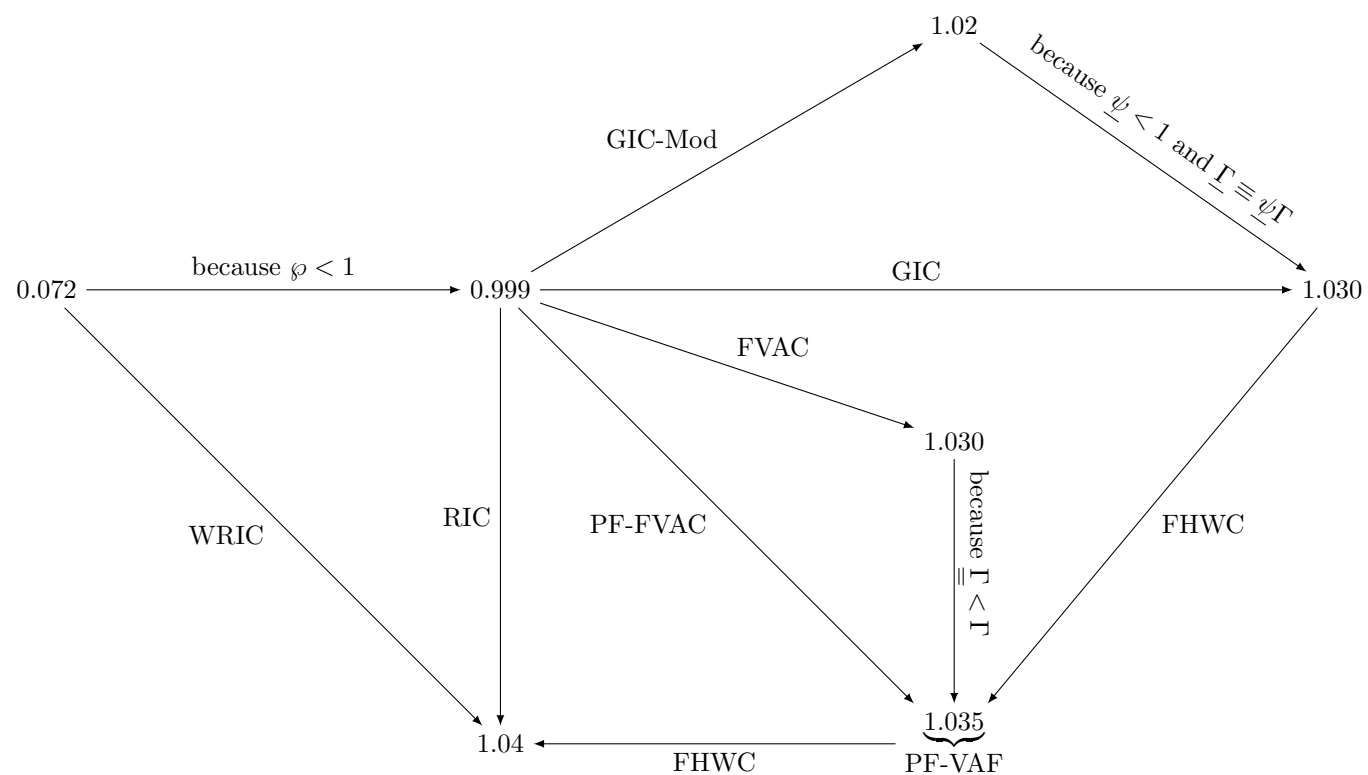 1.02
because ψ̲ < 1 and Γ̲ ≡ ψ̲Γ
GIC-Mod
because ℘ < 1
GIC
0.072
0.999
1.030
FVAC
1.030
because Γ̳ < Γ
WRIC
RIC
PF-FVAC
FHWC
1.035
1.04
FHWC
PF-VAF